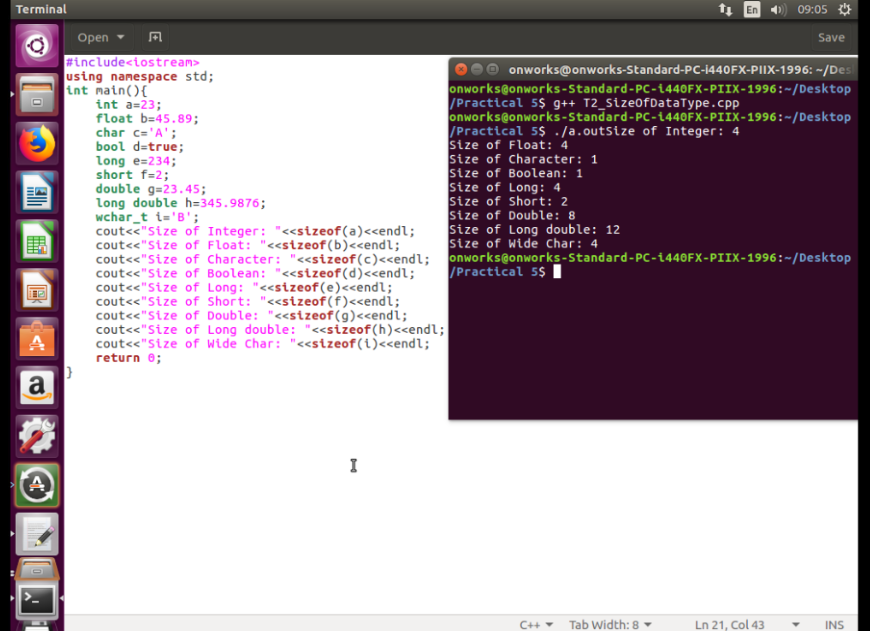 Terminal
En
09:05
Open
Save
#include<iostream>
using namespace std;
int main(){
    int a=23;
    float b=45.89;
    char c='A';
    bool d=true;
    long e=234;
    short f=2;
    double g=23.45;
    long double h=345.9876;
    wchar_t i='B';
    cout<<"Size of Integer: "<<sizeof(a)<<endl;
    cout<<"Size of Float: "<<sizeof(b)<<endl;
    cout<<"Size of Character: "<<sizeof(c)<<endl;
    cout<<"Size of Boolean: "<<sizeof(d)<<endl;
    cout<<"Size of Long: "<<sizeof(e)<<endl;
    cout<<"Size of Short: "<<sizeof(f)<<endl;
    cout<<"Size of Double: "<<sizeof(g)<<endl;
    cout<<"Size of Long double: "<<sizeof(h)<<endl;
    cout<<"Size of Wide Char: "<<sizeof(i)<<endl;
    return 0;
}
onworks@onworks-Standard-PC-i440FX-PIIX-1996: ~/Des
onworks@onworks-Standard-PC-i440FX-PIIX-1996:~/Desktop
/Practical 5$ g++ T2_SizeOfDataType.cpp
onworks@onworks-Standard-PC-i440FX-PIIX-1996:~/Desktop
/Practical 5$ ./a.outSize of Integer: 4
Size of Float: 4
Size of Character: 1
Size of Boolean: 1
Size of Long: 4
Size of Short: 2
Size of Double: 8
Size of Long double: 12
Size of Wide Char: 4
onworks@onworks-Standard-PC-i440FX-PIIX-1996:~/Desktop
/Practical 5$
C++
Tab Width: 8
Ln 21, Col 43
INS